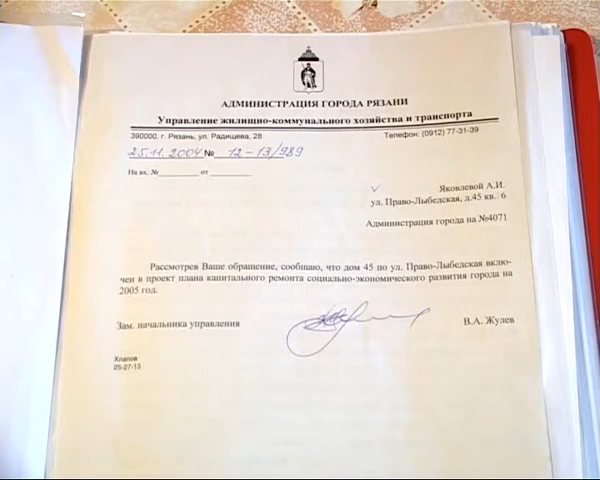 АДМИНИСТРАЦИЯ ГОРОДА РЯЗАНИ
Управление жилищно-коммунального хозяйства и транспорта
390000, г. Рязань, ул. Радищева, 28 Телефон: (0912) 77-31-39
25.11.2004 № 12-13/989
На вх. № от
Яковлевой А.И.
ул. Право-Лыбедская, д.45 кв. 6
Администрация города на №4071
Рассмотрев Ваше обращение, сообщаю, что дом 45 по ул. Право-Лыбедская вклю-
чен в проект плана капитального ремонта социально-экономического развития города на
2005 год.
Зам. начальника управления В.А. Жулев
Хлапов
25-27-13